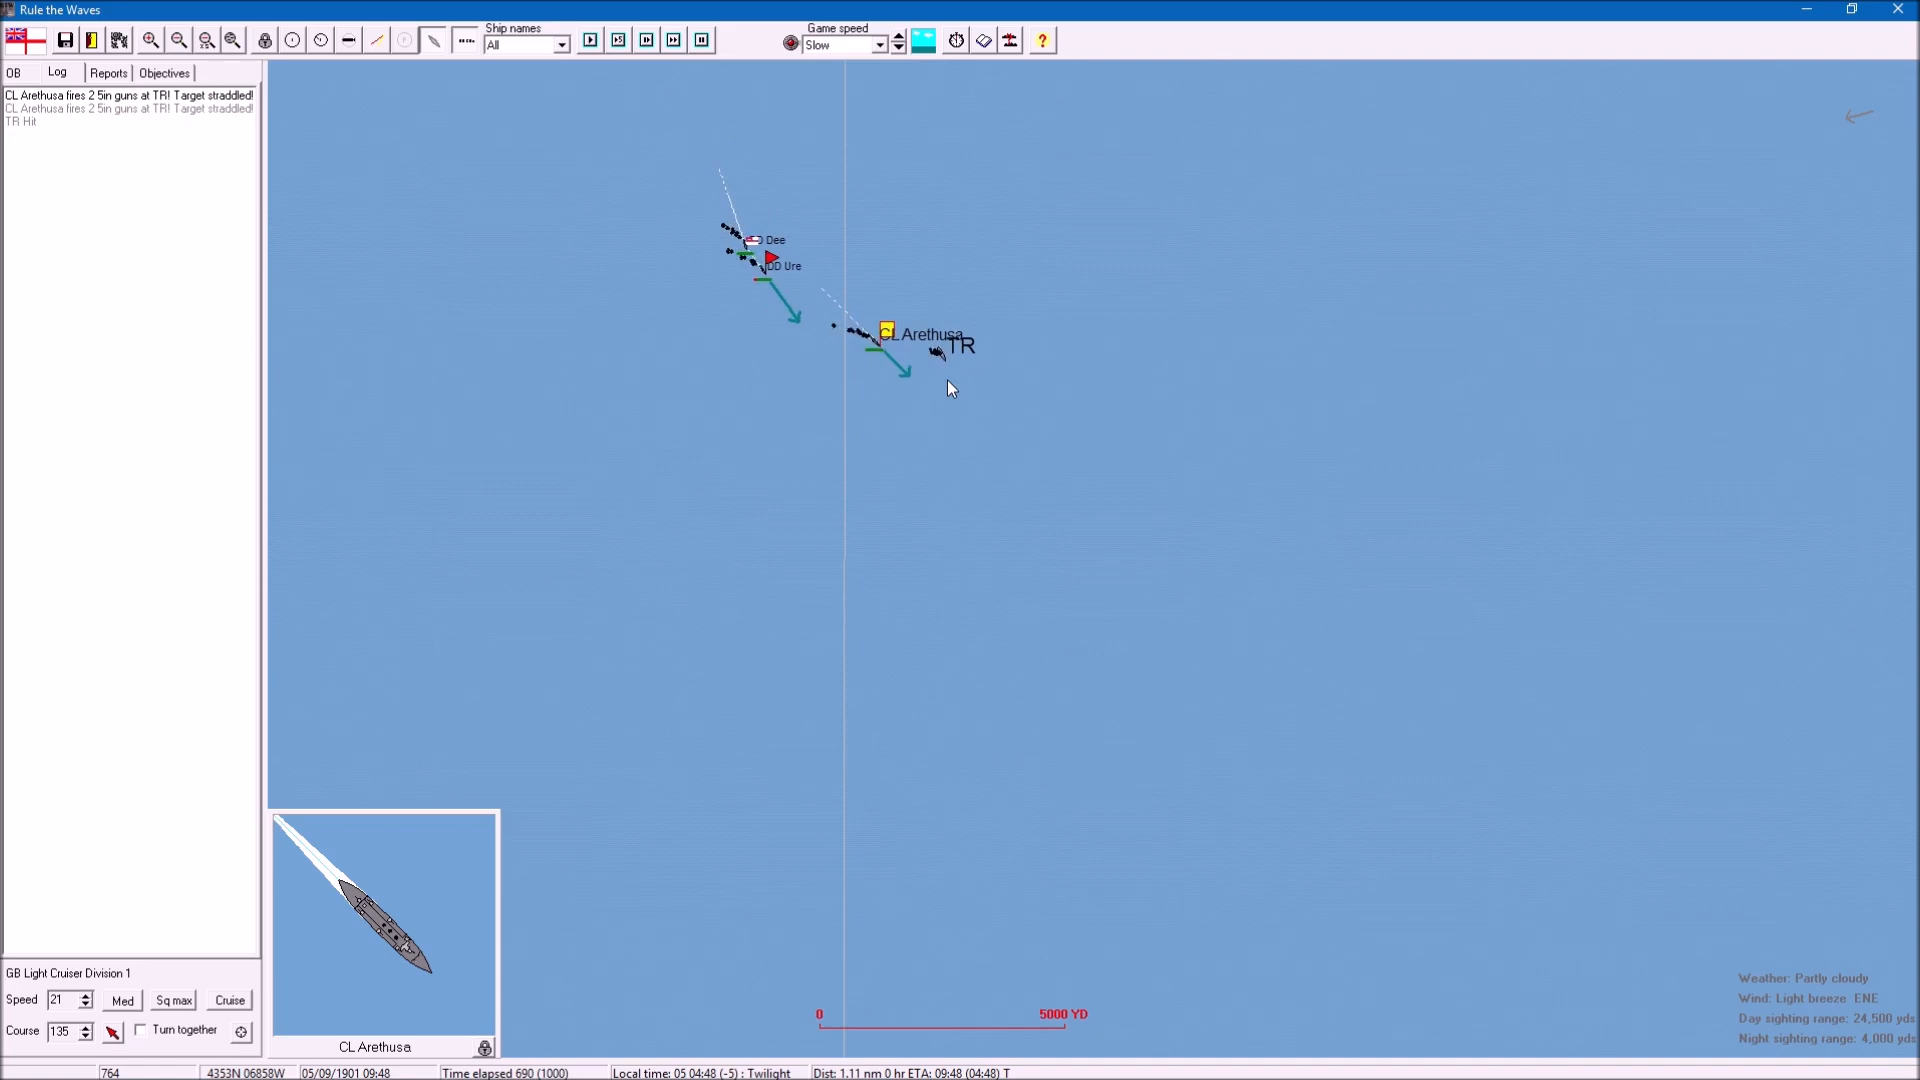 Rule the Waves
Ship names
All
Game speed
Slow
?
OB
Log
Reports
Objectives
CL Arethusa fires 2 5in guns at TR! Target straddled!
CL Arethusa fires 2 5in guns at TR! Target straddled!
TR Hit
Dee
DD Ure
CL Arethusa
TR
0
5000 YD
Weather: Partly cloudy
Wind: Light breeze ENE
Day sighting range: 24,500 yds
Night sighting range: 4,000 yds
GB Light Cruiser Division 1
Speed 21 Med Sq max Cruise
Course 135 Turn together
CL Arethusa
764 4353N 06858W 05/09/1901 09:48 Time elapsed 690 (1000) Local time: 05 04:48 (-5) : Twilight Dist: 1.11 nm 0 hr ETA: 09:48 (04:48) T